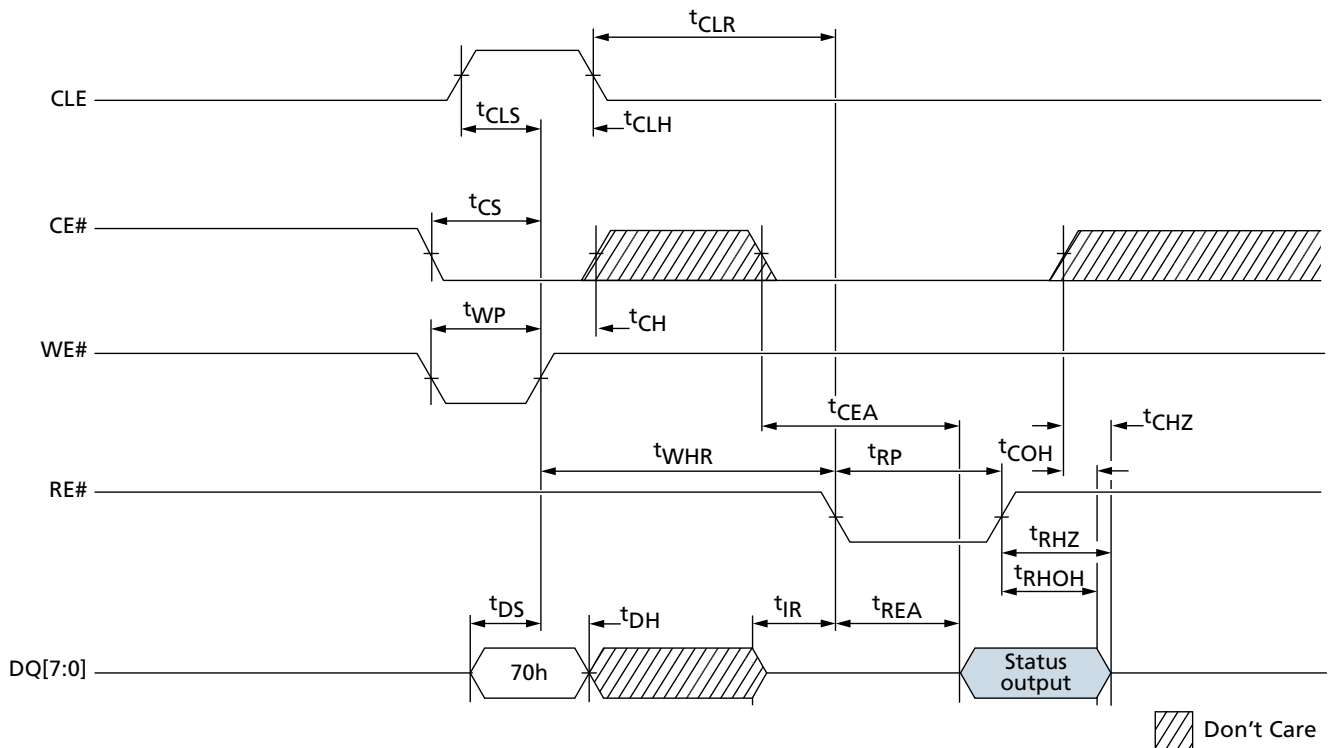 tCLR
CLE
tCLS
tCLH
tCS
CE#
tWP
tCH
WE#
tCEA
tCHZ
tWHR
tRP
tCOH
RE#
tRHZ
tRHOH
tDS
tDH
tIR
tREA
DQ[7:0]
70h
Status
output
Don't Care